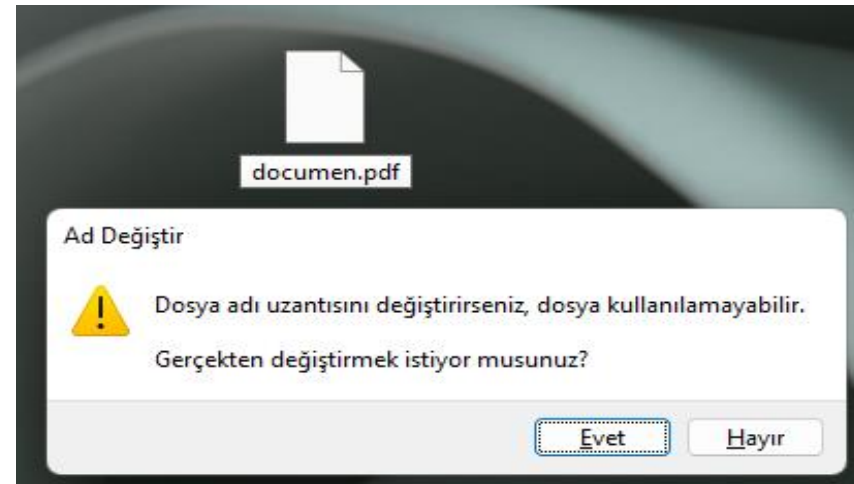 documen.pdf
Ad Değiştir
Dosya adı uzantısını değiştirirseniz, dosya kullanılamayabilir.
Gerçekten değiştirmek istiyor musunuz?
Evet Hayır